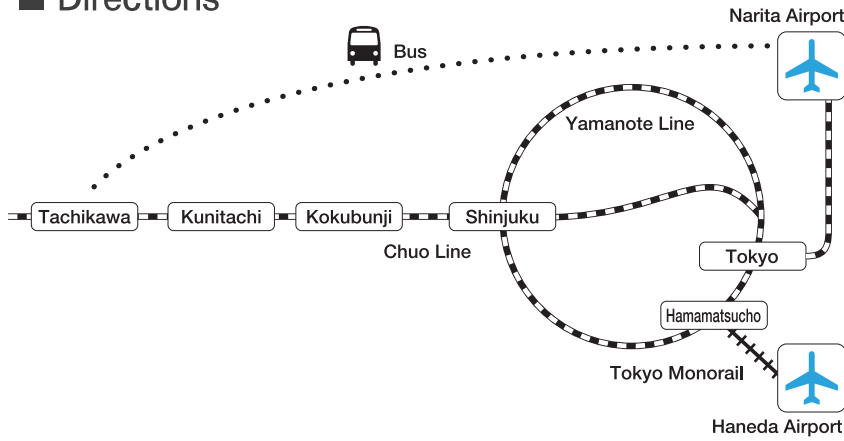 ■ Directions
Narita Airport
Bus
Yamanote Line
Tachikawa
Kunitachi
Kokubunji
Shinjuku
Chuo Line
Tokyo
Hamamatsucho
Tokyo Monorail
Haneda Airport